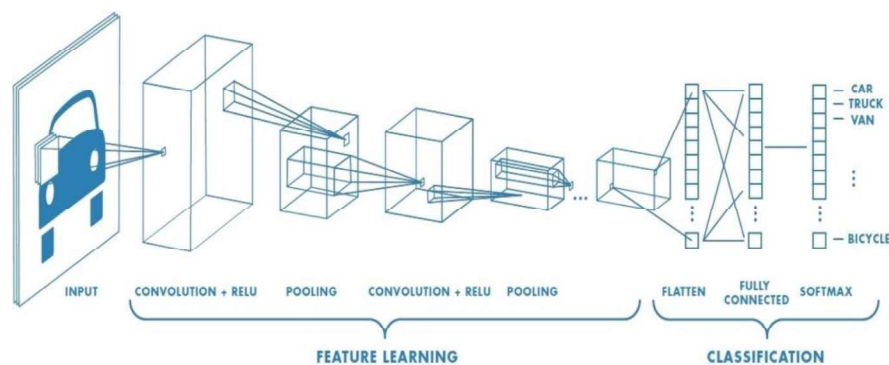 CAR
TRUCK
VAN
BICYCLE
INPUT
CONVOLUTION + RELU
POOLING
CONVOLUTION + RELU
POOLING
FLATTEN
FULLY
CONNECTED
SOFTMAX
FEATURE LEARNING
CLASSIFICATION